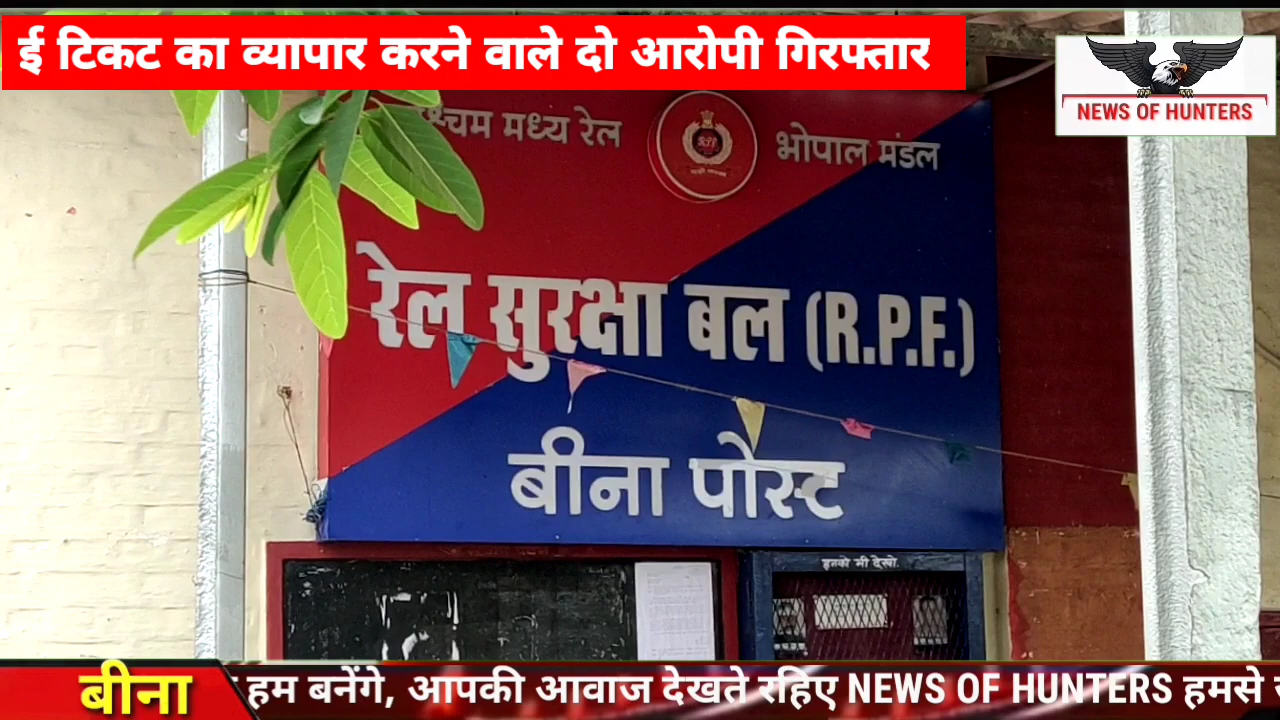 ई टिकट का व्यापार करने वाले दो आरोपी गिरफ्तार
NEWS OF HUNTERS
मध्य रेल
भोपाल मंडल
रेल सुरक्षा बल (R.P.F.)
बीना पोस्ट
इनको भी देखो.
बीना
हम बनेंगे, आपकी आवाज देखते रहिए NEWS OF HUNTERS हमसे